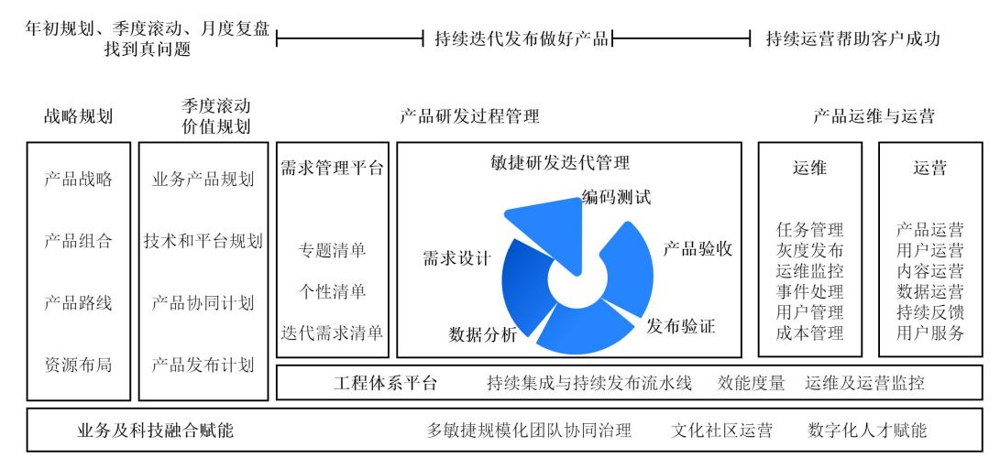 年初规划、季度滚动、月度复盘
找到真问题
持续迭代发布做好产品
持续运营帮助客户成功
战略规划
季度滚动
价值规划
产品研发过程管理
产品运维与运营
产品战略
产品组合
产品路线
资源布局
业务产品规划
技术和平台规划
产品协同计划
产品发布计划
需求管理平台
专题清单
个性清单
迭代需求清单
敏捷研发迭代管理
编码测试
需求设计
产品验收
数据分析
发布验证
运维
任务管理
灰度发布
运维监控
事件处理
用户管理
成本管理
运营
产品运营
用户运营
内容运营
数据运营
持续反馈
用户服务
工程体系平台 持续集成与持续发布流水线 效能度量 运维及运营监控
业务及科技融合赋能 多敏捷规模化团队协同治理 文化社区运营 数字化人才赋能